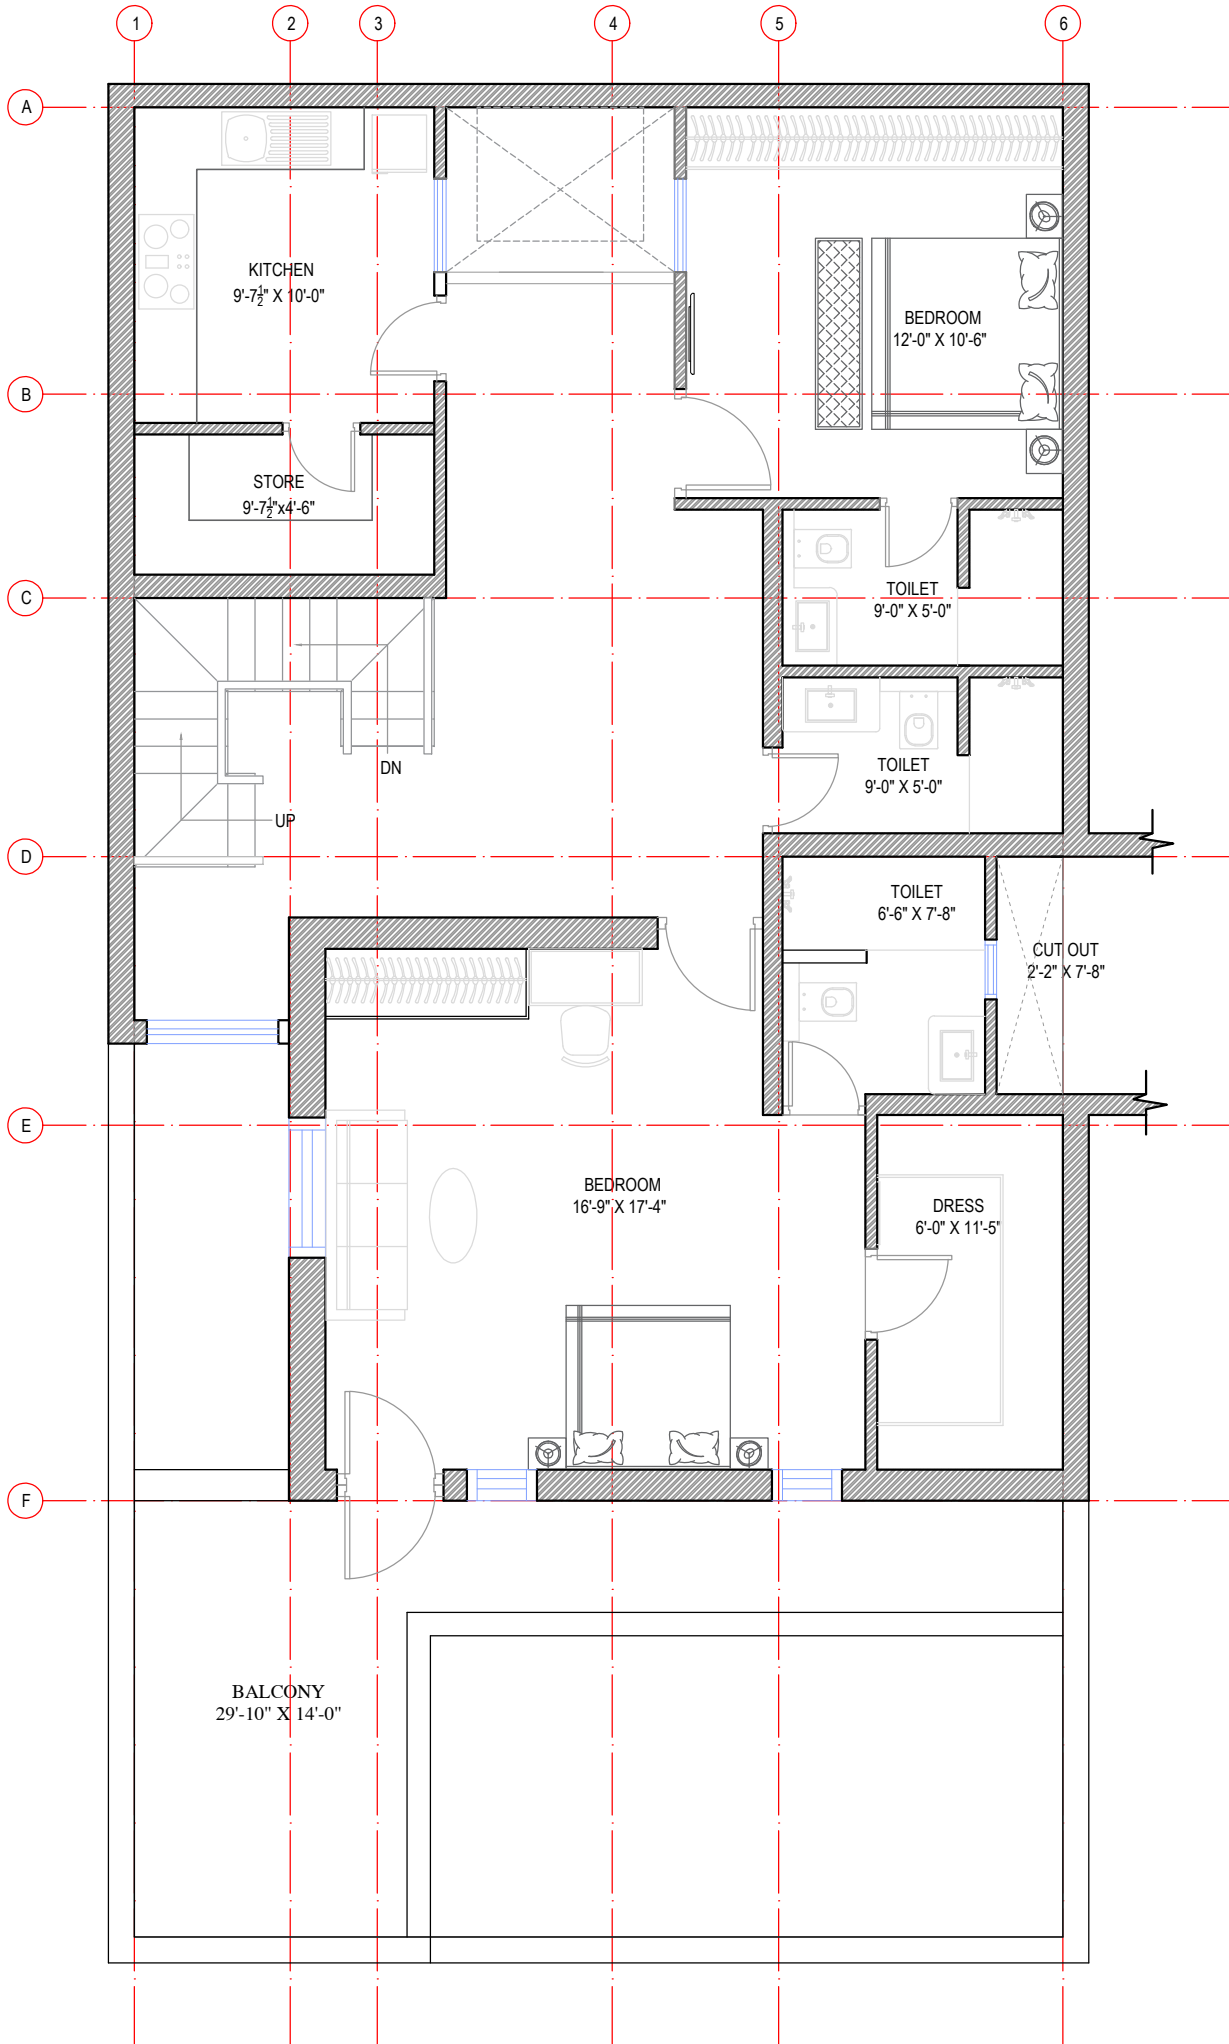 1 2 3 4 5 6
A
KITCHEN
9'-7½" X 10'-0"
BEDROOM
12'-0" X 10'-6"
B
STORE
9'-7½"x4'-6"
C
TOILET
9'-0" X 5'-0"
DN
TOILET
9'-0" X 5'-0"
UP
D
TOILET
6'-6" X 7'-8"
CUT OUT
2'-2" X 7'-8"
E
BEDROOM
16'-9" X 17'-4"
DRESS
6'-0" X 11'-5"
F
BALCONY
29'-10" X 14'-0"